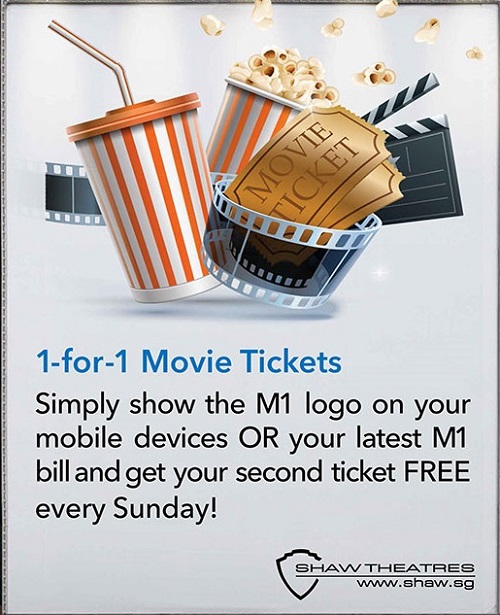 MOVIE
TICKET
1-for-1 Movie Tickets
Simply show the M1 logo on your
mobile devices OR your latest M1
bill and get your second ticket FREE
every Sunday!
SHAW THEATRES
www.shaw.sg